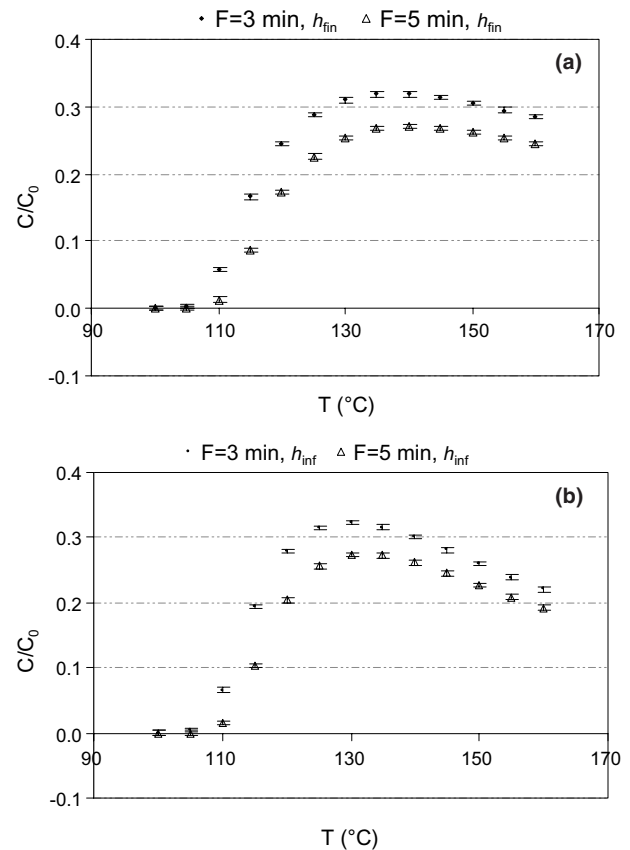 F=3 min, h_fin F=5 min, h_fin
0.4
(a)
0.3
0.2
0.1
0.0
-0.1
C/C_0
90 110 130 150 170
T (°C)
F=3 min, h_inf F=5 min, h_inf
0.4
(b)
0.3
0.2
0.1
0.0
-0.1
C/C_0
90 110 130 150 170
T (°C)